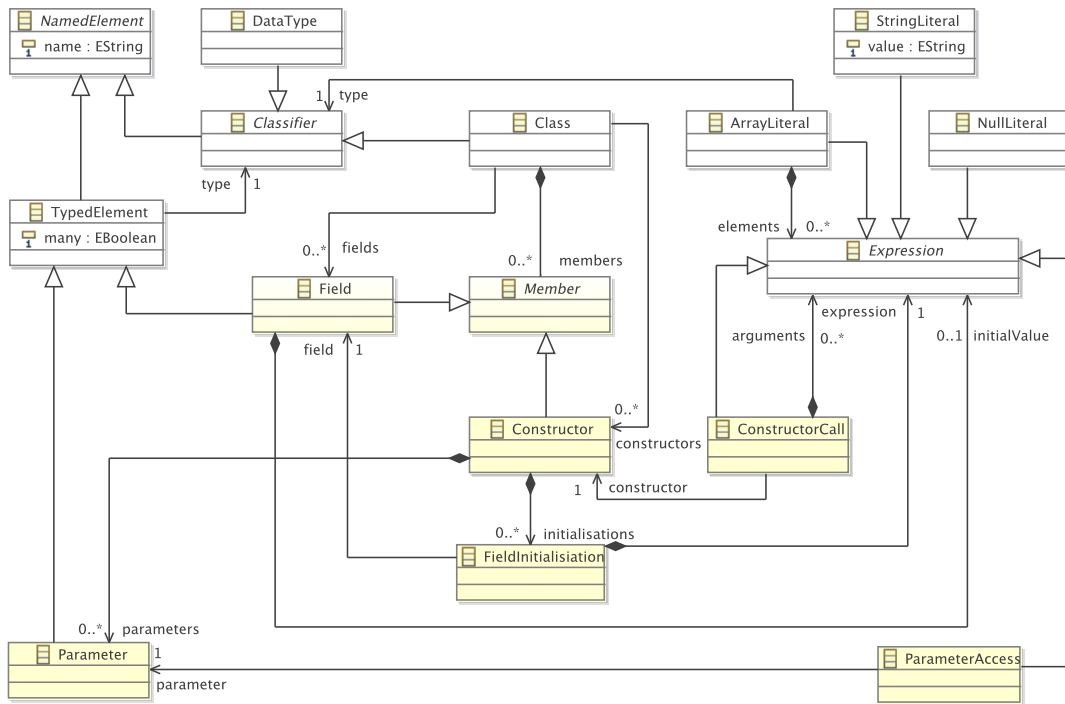 NamedElement
name : EString
DataType
StringLiteral
value : EString
1 type
Classifier
Class
ArrayLiteral
NullLiteral
type 1
TypedElement
many : EBoolean
elements 0..*
0..* fields
0..* members
Expression
Field
Member
expression 1
field 1
arguments 0..*
0..1 initialValue
0..*
Constructor
ConstructorCall
constructors
1 constructor
0..* initialisations
FieldInitialisiation
0..* parameters
Parameter
1
ParameterAccess
parameter